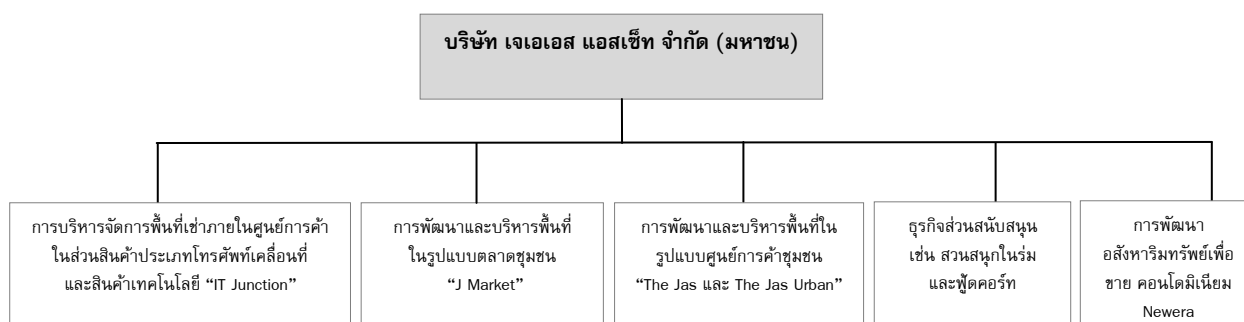 บริษัท เจเอเอส แอสเซ็ท จำกัด (มหาชน)
การบริหารจัดการพื้นที่เช่าภายในศูนย์การค้า
ในส่วนสินค้าประเภทโทรศัพท์เคลื่อนที่
และสินค้าเทคโนโลยี “IT Junction”
การพัฒนาและบริหารพื้นที่
ในรูปแบบตลาดชุมชน
“J Market”
การพัฒนาและบริหารพื้นที่ใน
รูปแบบศูนย์การค้าชุมชน
“The Jas และ The Jas Urban”
ธุรกิจส่วนสนับสนุน
เช่น สวนสนุกในร่ม
และฟู้ดคอร์ท
การพัฒนา
อสังหาริมทรัพย์เพื่อ
ขาย คอนโดมิเนียม
Newera